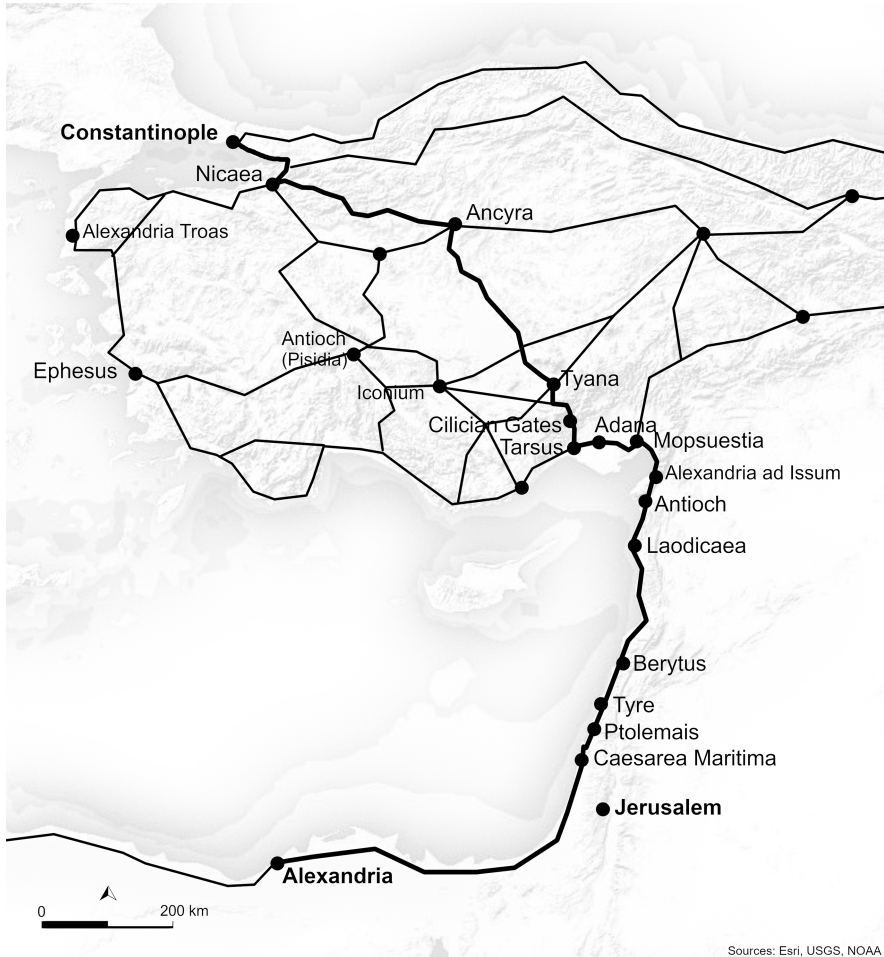 Constantinople
Nicaea
Ancyra
Alexandria Troas
Antioch
(Pisidia)
Ephesus
Iconium
Tyana
Cilician Gates
Adana
Tarsus
Mopsuestia
Alexandria ad Issum
Antioch
Laodicaea
Berytus
Tyre
Ptolemais
Caesarea Maritima
Jerusalem
Alexandria
0 200 km
Sources: Esri, USGS, NOAA